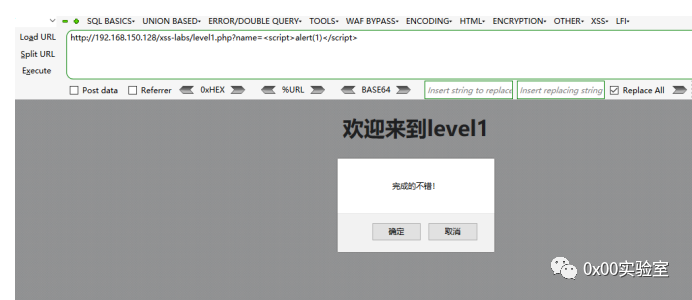 SQL BASICS▾ UNION BASED▾ ERROR/DOUBLE QUERY▾ TOOLS▾ WAF BYPASS▾ ENCODING▾ HTML▾ ENCRYPTION▾ OTHER▾ XSS▾ LFI▾
Load URL http://192.168.150.128/xss-labs/level1.php?name=<script>alert(1)</script>
Split URL
Execute
Post data Referrer 0xHEX %URL BASE64 Insert string to replace Insert replacing string Replace All
欢迎来到level1
完成的不错!
确定 取消
0x00实验室